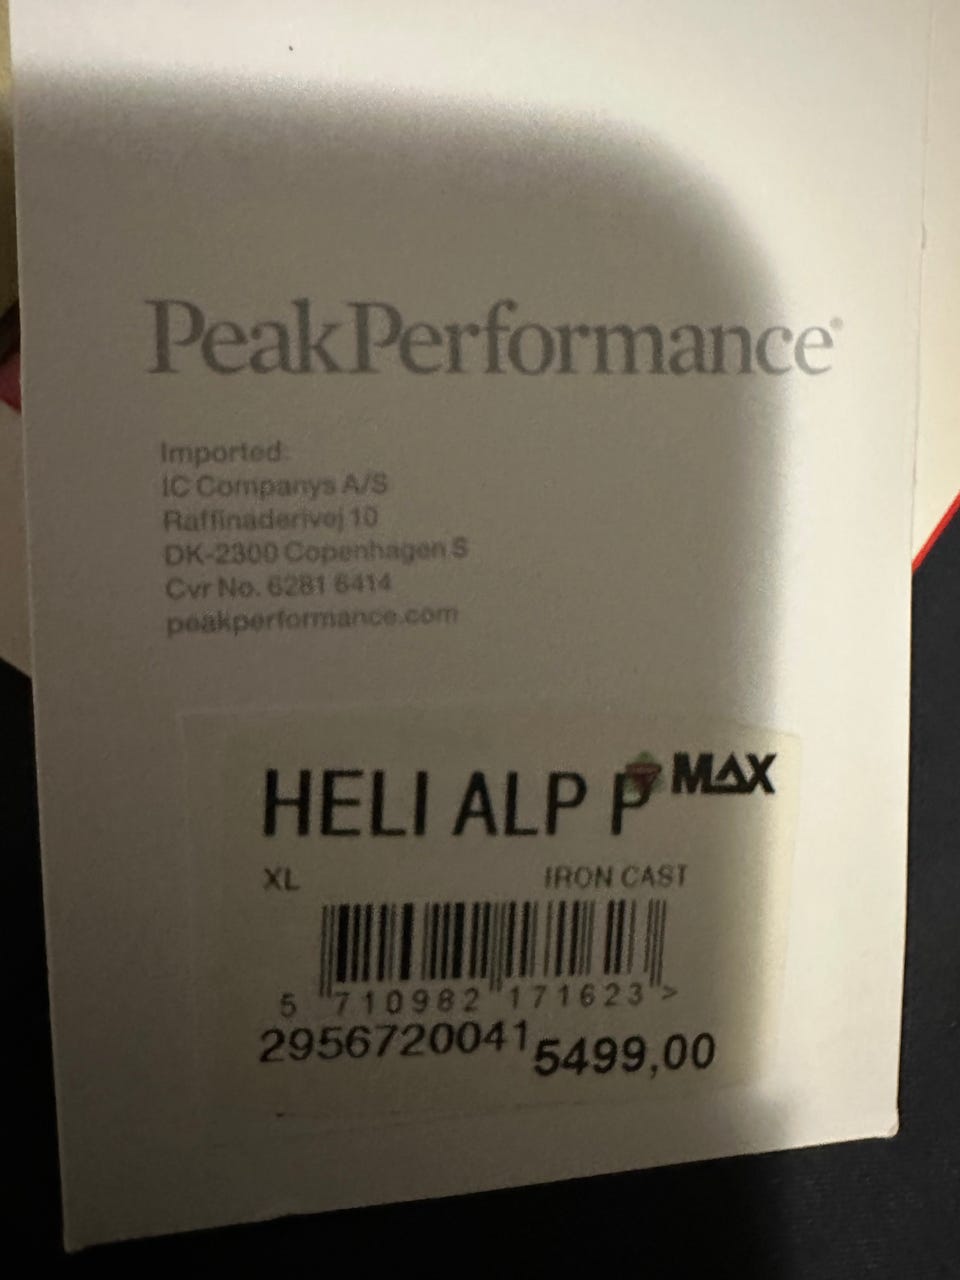 PeakPerformance®
Imported:
IC Companys A/S
Raffinaderivej 10
DK-2300 Copenhagen S
Cvr No. 6281 6414
peakperformance.com
HELI ALP P MAX
XL IRON CAST
5 710982 171623 >
2956720041 5499,00